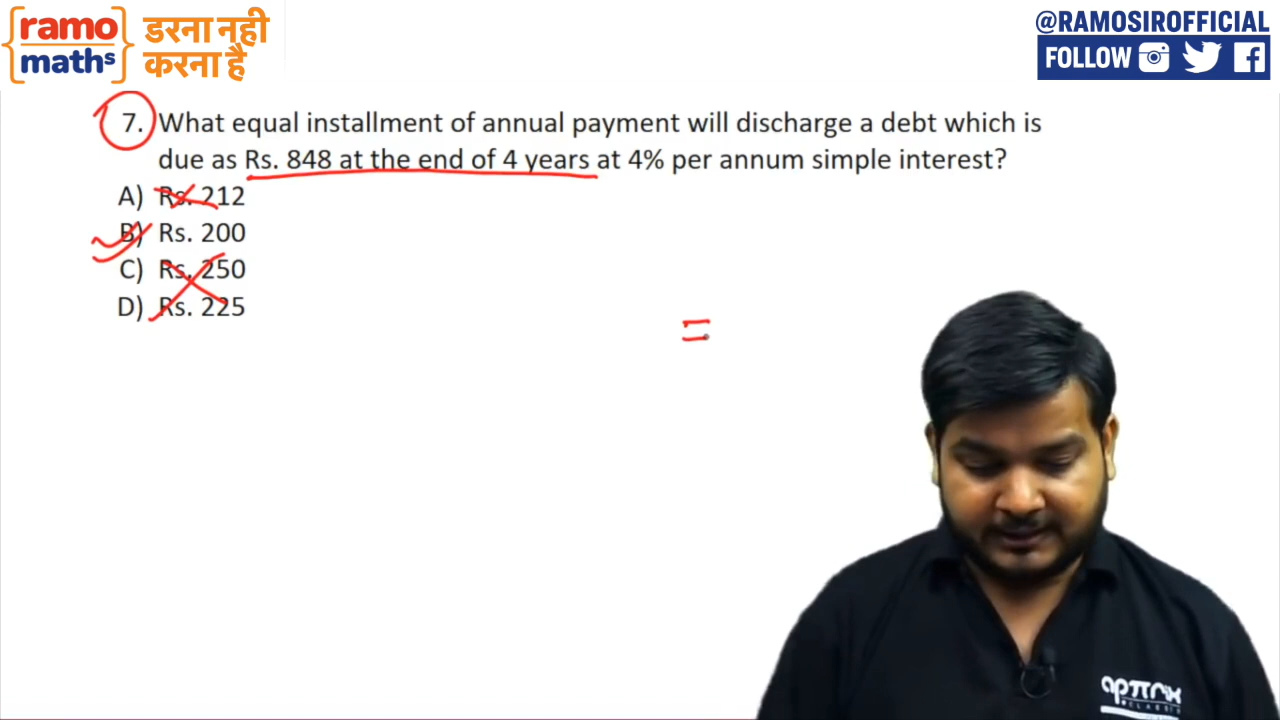 ramo maths
डरना नही
करना है
@RAMOSIROFFICIAL
FOLLOW
7. What equal installment of annual payment will discharge a debt which is
due as Rs. 848 at the end of 4 years at 4% per annum simple interest?
A) Rs. 212
B) Rs. 200
C) Rs. 250
D) Rs. 225
=
apπrix
CLASSES